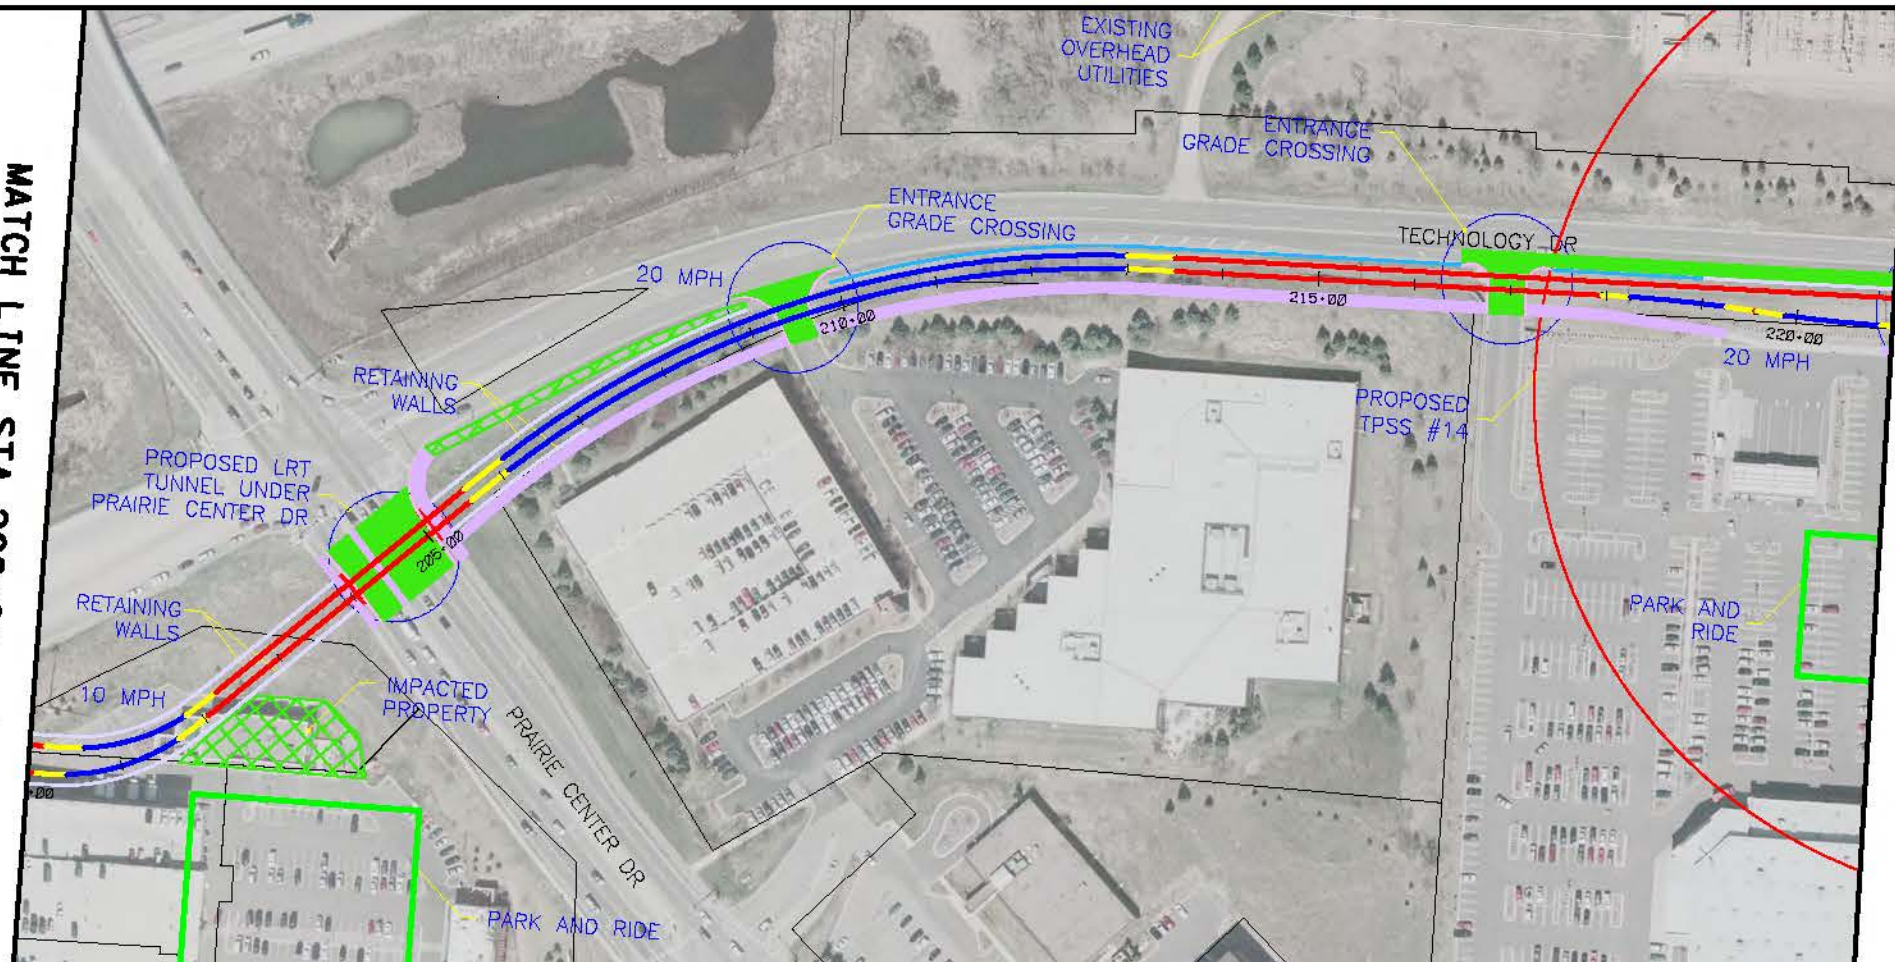 EXISTING
OVERHEAD
UTILITIES
ENTRANCE
GRADE CROSSING
ENTRANCE
GRADE CROSSING
TECHNOLOGY DR
20 MPH
210+00
215+00
220+00
20 MPH
RETAINING
WALLS
PROPOSED
TPSS #14
PROPOSED LRT
TUNNEL UNDER
PRAIRIE CENTER DR
205+00
RETAINING
WALLS
PARK AND
RIDE
10 MPH
IMPACTED
PROPERTY
PRAIRIE CENTER DR
+00
PARK AND RIDE
MATCH LINE STA